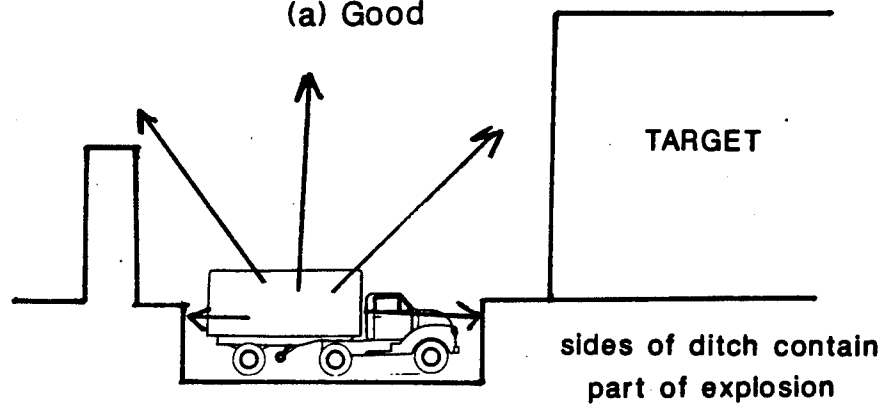 (a) Good
TARGET
sides of ditch contain
part of explosion